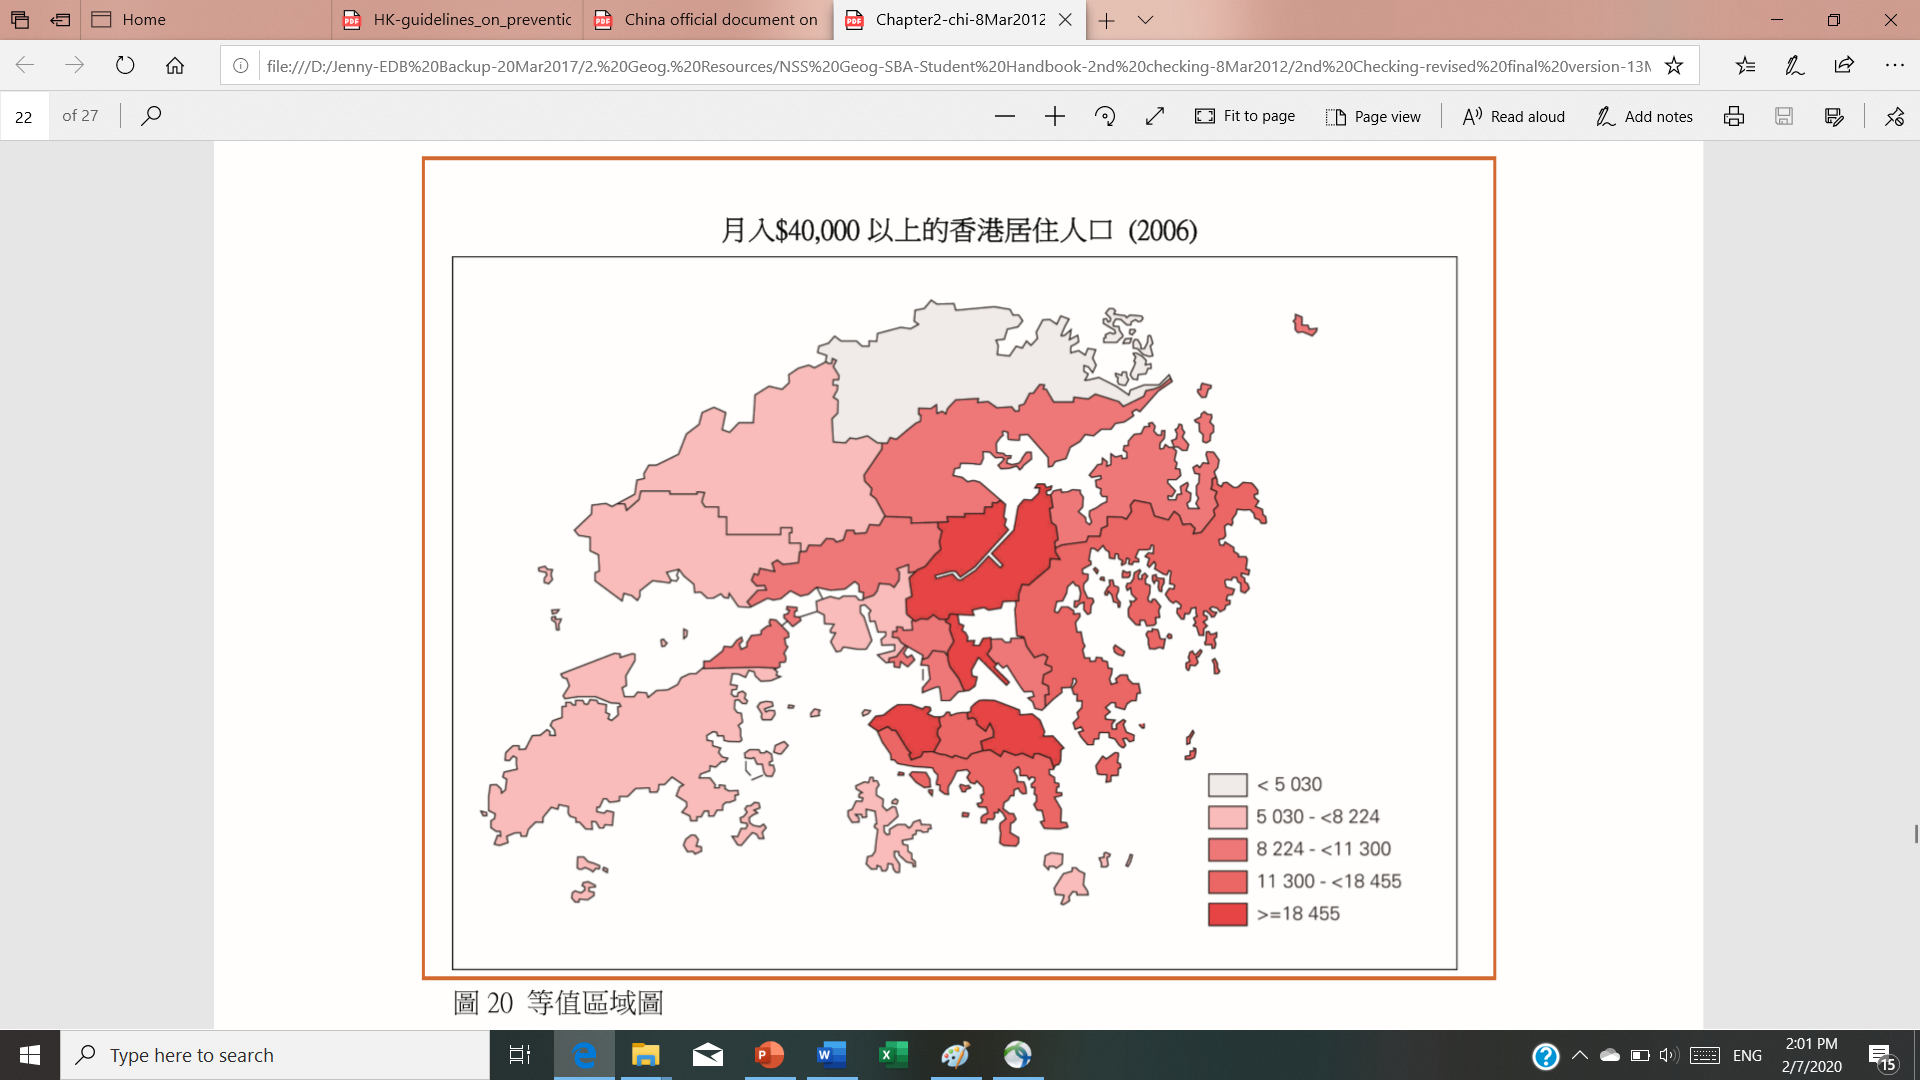 Home
HK-guidelines_on_preventic
China official document on
Chapter2-chi-8Mar2012
file:///D:/Jenny-EDB%20Backup-20Mar2017/2.%20Geog.%20Resources/NSS%20Geog-SBA-Student%20Handbook-2nd%20checking-8Mar2012/2nd%20Checking-revised%20final%20version-13M
22 of 27
Fit to page
Page view
Read aloud
Add notes
月入$40,000 以上的香港居住人口 (2006)
< 5 030
5 030 - <8 224
8 224 - <11 300
11 300 - <18 455
>=18 455
圖 20 等值區域圖
Type here to search
ENG
2:01 PM
2/7/2020
15